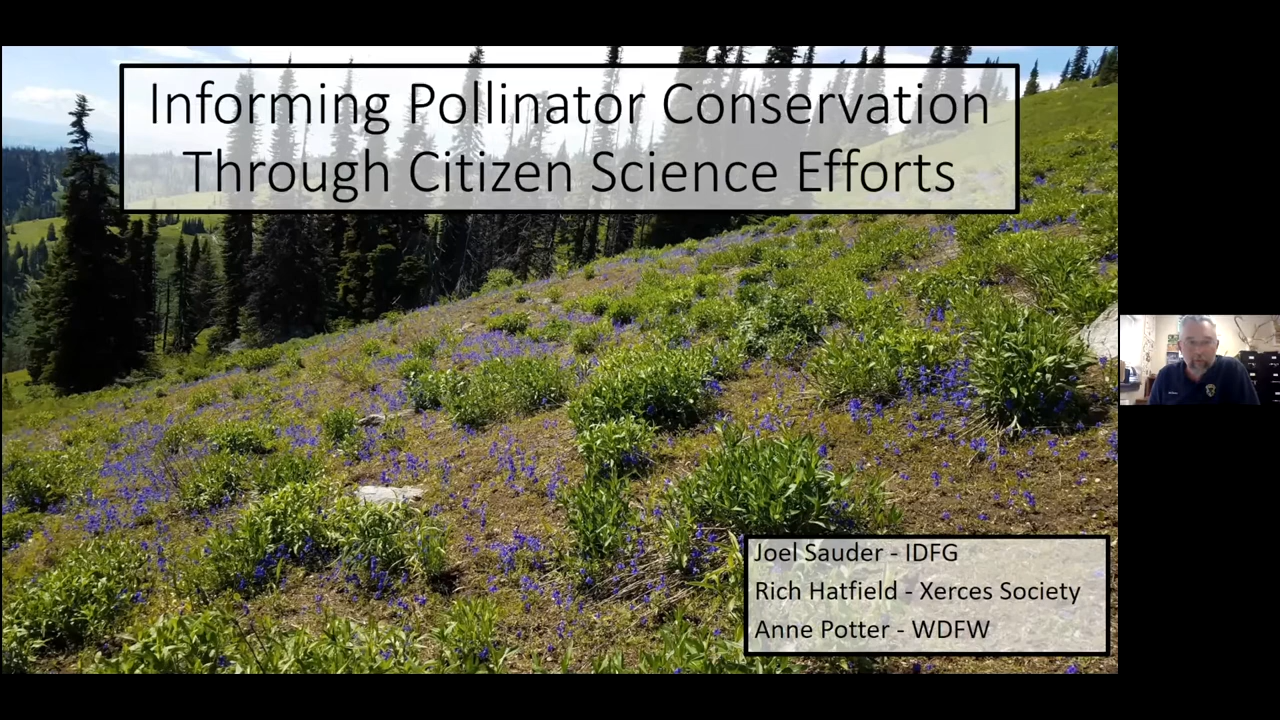 Informing Pollinator Conservation
Through Citizen Science Efforts
Joel Sauder - IDFG
Rich Hatfield - Xerces Society
Anne Potter - WDFW